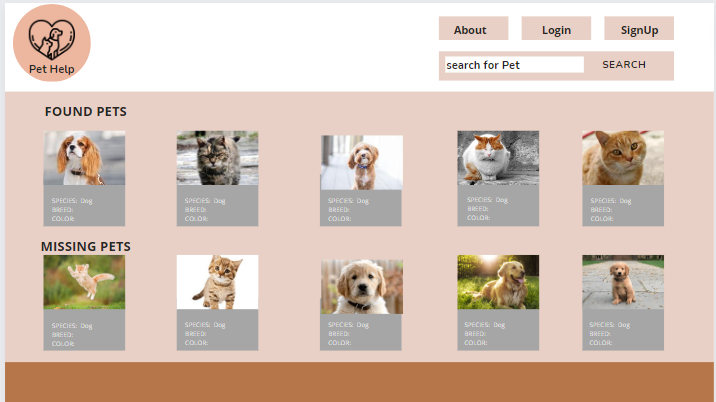 Pet Help
About Login SignUp
search for Pet SEARCH
FOUND PETS
SPECIES: Dog
BREED:
COLOR:
SPECIES: Dog
BREED:
COLOR:
SPECIES: Dog
BREED:
COLOR:
SPECIES: Dog
BREED:
COLOR:
SPECIES: Dog
BREED:
COLOR:
MISSING PETS
SPECIES: Dog
BREED:
COLOR:
SPECIES: Dog
BREED:
COLOR:
SPECIES: Dog
BREED:
COLOR:
SPECIES: Dog
BREED:
COLOR:
SPECIES: Dog
BREED:
COLOR: